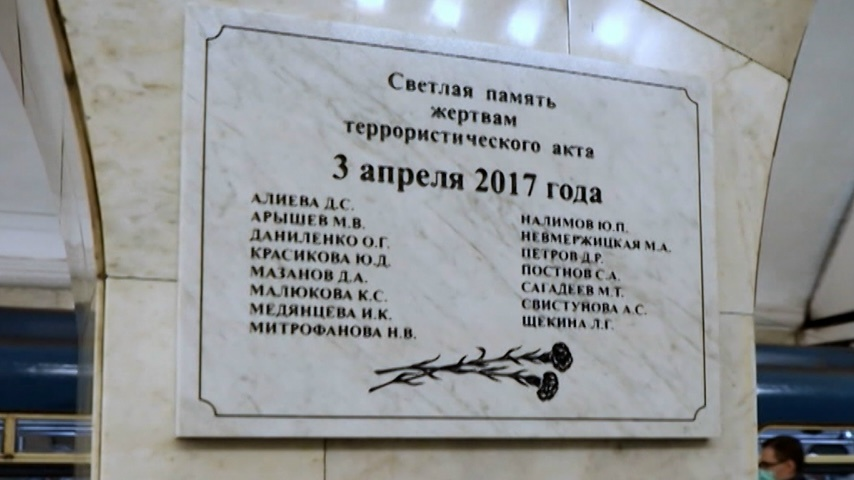 Светлая память
жертвам
террористического акта
3 апреля 2017 года
АЛИЕВА Д.С.
АРЫШЕВ М.В.
ДАНИЛЕНКО О.Г.
КРАСИКОВА Ю.Д.
МАЗАНОВ Д.А.
МАЛЮКОВА К.С.
МЕДЯНЦЕВА И.К.
МИТРОФАНОВА Н.В.
НАЛИМОВ Ю.П.
НЕВМЕРЖИЦКАЯ М.А.
ПЕТРОВ Д.Р.
ПОСТНОВ С.А.
САГАДЕЕВ М.Т.
СВИСТУНОВА А.С.
ЩЕКИНА Л.Г.